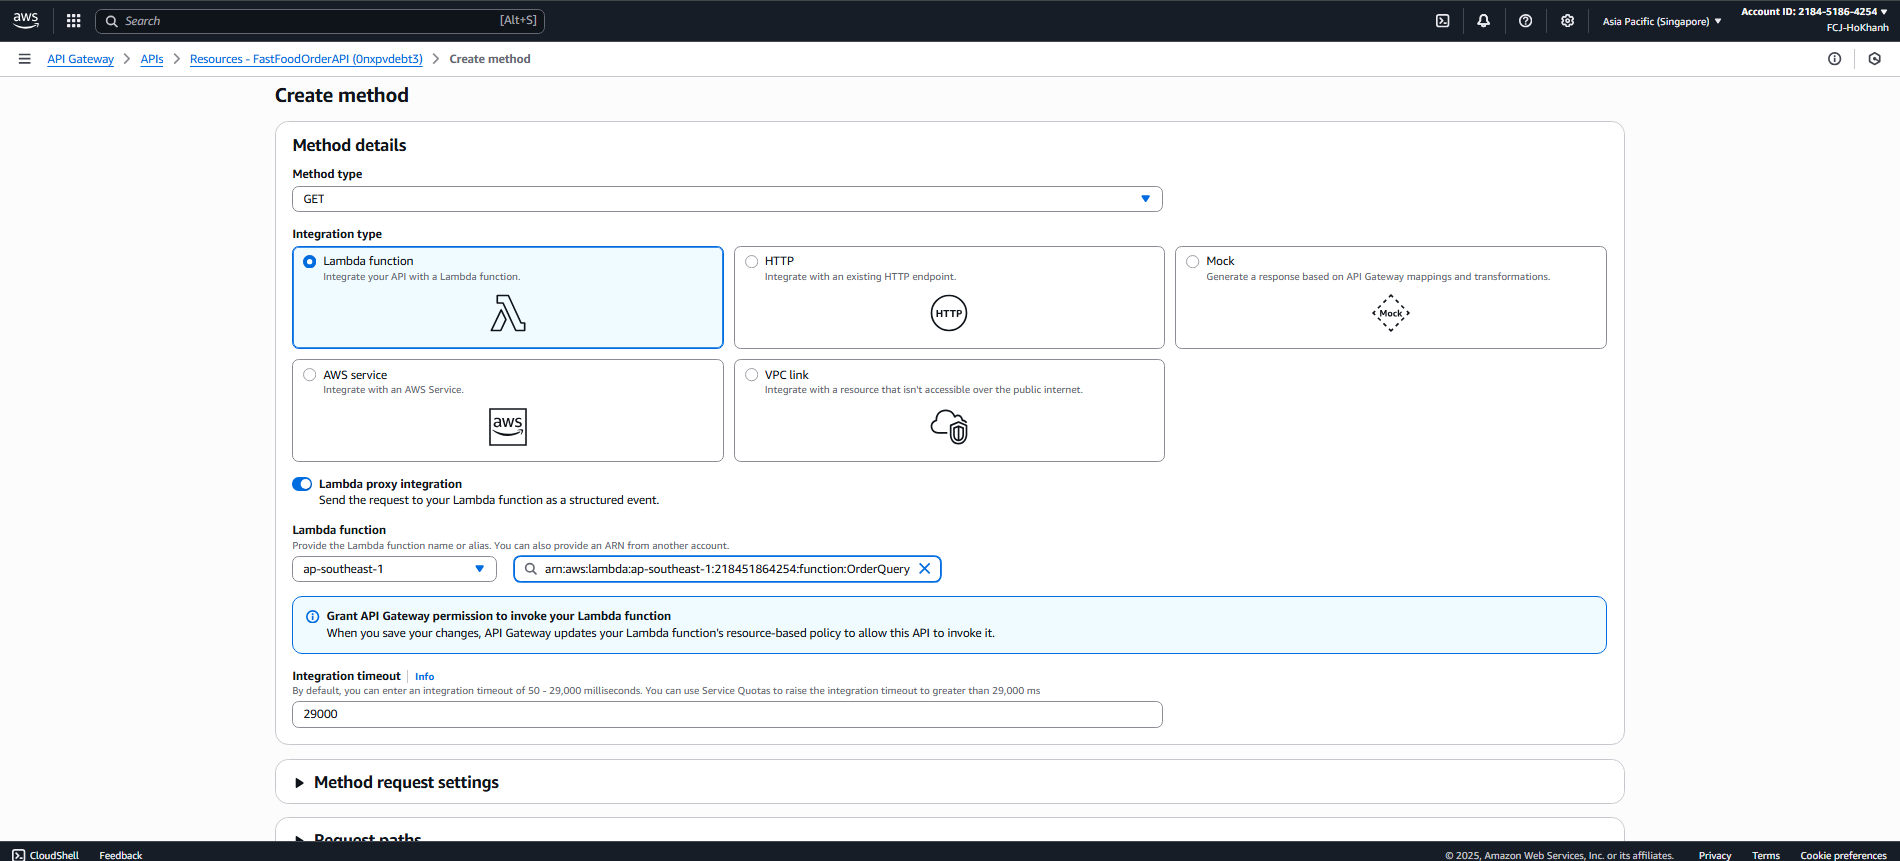 aws
Search [Alt+S]
Asia Pacific (Singapore)
Account ID: 2184-5186-4254
FCJ-HoKhanh
API Gateway > APIs > Resources - FastFoodOrderAPI (0nxpvdebt3) > Create method
Create method
Method details
Method type
GET
Integration type
Lambda function
Integrate your API with a Lambda function.
HTTP
Integrate with an existing HTTP endpoint.
HTTP
Mock
Generate a response based on API Gateway mappings and transformations.
Mock
AWS service
Integrate with an AWS Service.
aws
VPC link
Integrate with a resource that isn't accessible over the public internet.
Lambda proxy integration
Send the request to your Lambda function as a structured event.
Lambda function
Provide the Lambda function name or alias. You can also provide an ARN from another account.
ap-southeast-1
arn:aws:lambda:ap-southeast-1:218451864254:function:OrderQuery
Grant API Gateway permission to invoke your Lambda function
When you save your changes, API Gateway updates your Lambda function's resource-based policy to allow this API to invoke it.
Integration timeout Info
By default, you can enter an integration timeout of 50 - 29,000 milliseconds. You can use Service Quotas to raise the integration timeout to greater than 29,000 ms
29000
Method request settings
Request paths
CloudShell Feedback © 2025, Amazon Web Services, Inc. or its affiliates. Privacy Terms Cookie preferences